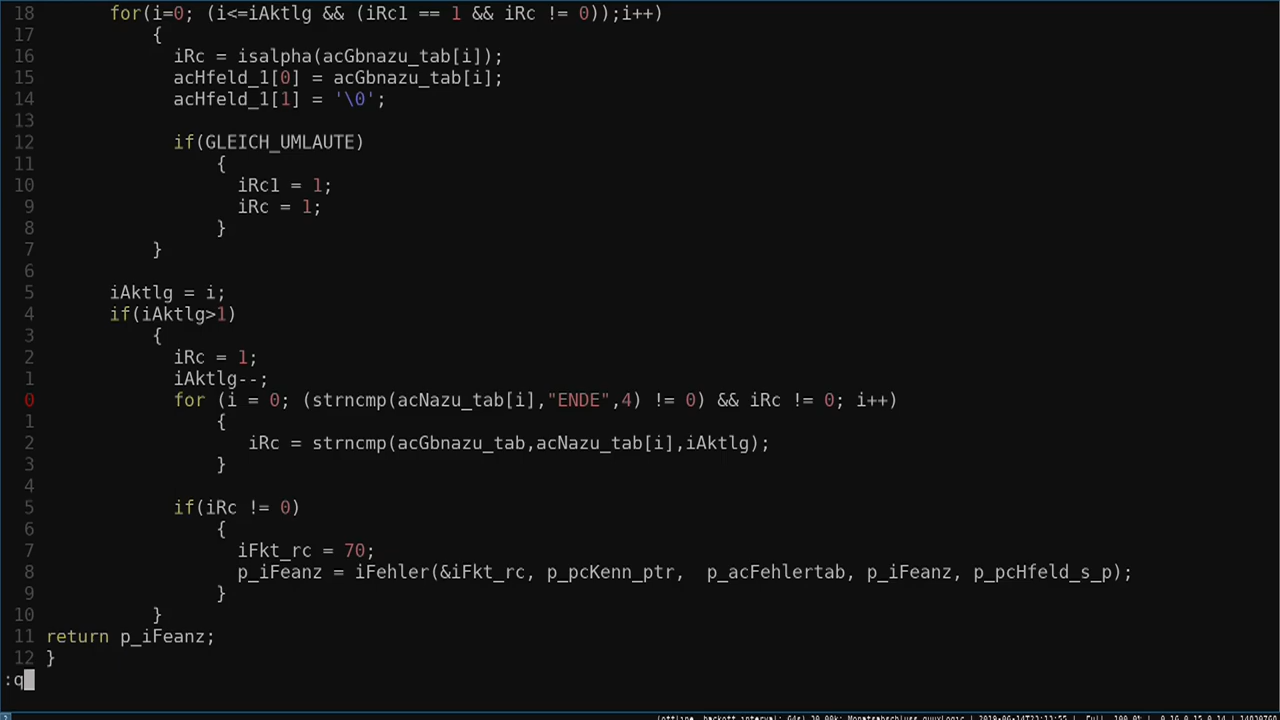 18 for(i=0; (i<=iAktlg && (iRc1 == 1 && iRc != 0));i++)
17 {
16 iRc = isalpha(acGbnazu_tab[i]);
15 acHfeld_1[0] = acGbnazu_tab[i];
14 acHfeld_1[1] = '\0';
13
12 if(GLEICH_UMLAUTE)
11 {
10 iRc1 = 1;
9 iRc = 1;
8 }
7 }
6
5 iAktlg = i;
4 if(iAktlg>1)
3 {
2 iRc = 1;
1 iAktlg--;
0 for (i = 0; (strncmp(acNazu_tab[i],"ENDE",4) != 0) && iRc != 0; i++)
1 {
2 iRc = strncmp(acGbnazu_tab,acNazu_tab[i],iAktlg);
3 }
4
5 if(iRc != 0)
6 {
7 iFkt_rc = 70;
8 p_iFeanz = iFehler(&iFkt_rc, p_pcKenn_ptr,  p_acFehlertab, p_iFeanz, p_pcHfeld_s_p);
9 }
10 }
11 return p_iFeanz;
12 }
:q